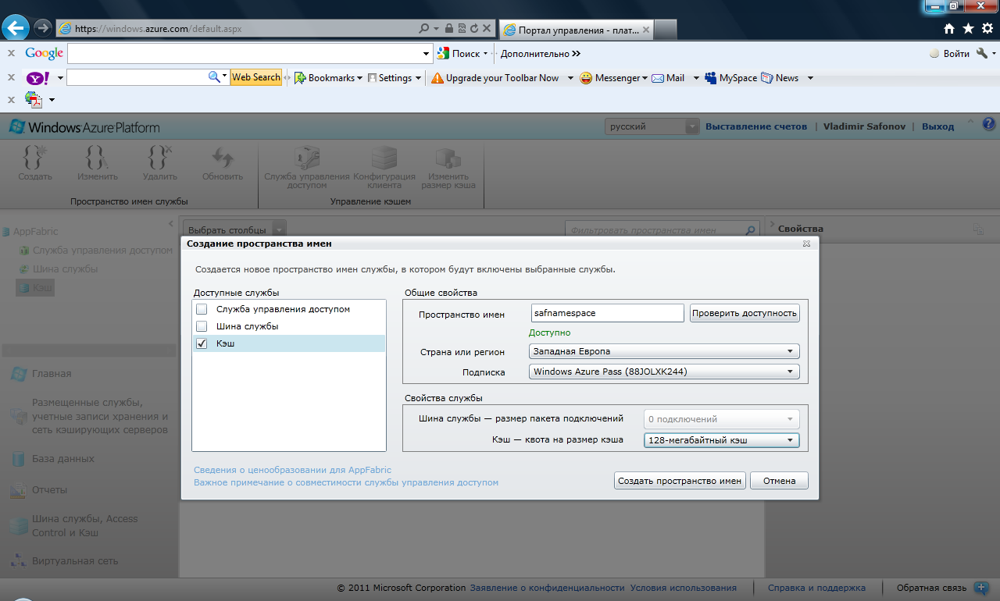 https://windows.azure.com/default.aspx
Портал управления - плат...
x Google Поиск Дополнительно Войти
x Y! Web Search Bookmarks Settings Upgrade your Toolbar Now Messenger Mail MySpace News
x
Windows Azure Platform русский Выставление счетов | Vladimir Safonov | Выход
Создать Изменить Удалить Обновить Служба управления доступом Конфигурация клиента Изменить размер кэша
Пространство имен службы Управление кэшем
AppFabric
Служба управления доступом
Шина службы
Кэш
Выбрать столбцы Фильтровать пространства имен Свойства
Создание пространства имен
Создается новое пространство имен службы, в котором будут включены выбранные службы.
Доступные службы
Служба управления доступом
Шина службы
Кэш
Общие свойства
Пространство имен safnamespace Проверить доступность
Доступно
Страна или регион Западная Европа
Подписка Windows Azure Pass (88JOLXK244)
Свойства службы
Шина службы — размер пакета подключений 0 подключений
Кэш — квота на размер кэша 128-мегабайтный кэш
Сведения о ценообразовании для AppFabric
Важное примечание о совместимости службы управления доступом
Создать пространство имен Отмена
Главная
Размещенные службы,
учетные записи хранения и
сеть кэширующих серверов
База данных
Отчеты
Шина службы, Access
Control и Кэш
Виртуальная сеть
© 2011 Microsoft Corporation Заявление о конфиденциальности Условия использования Справка и поддержка Обратная связь